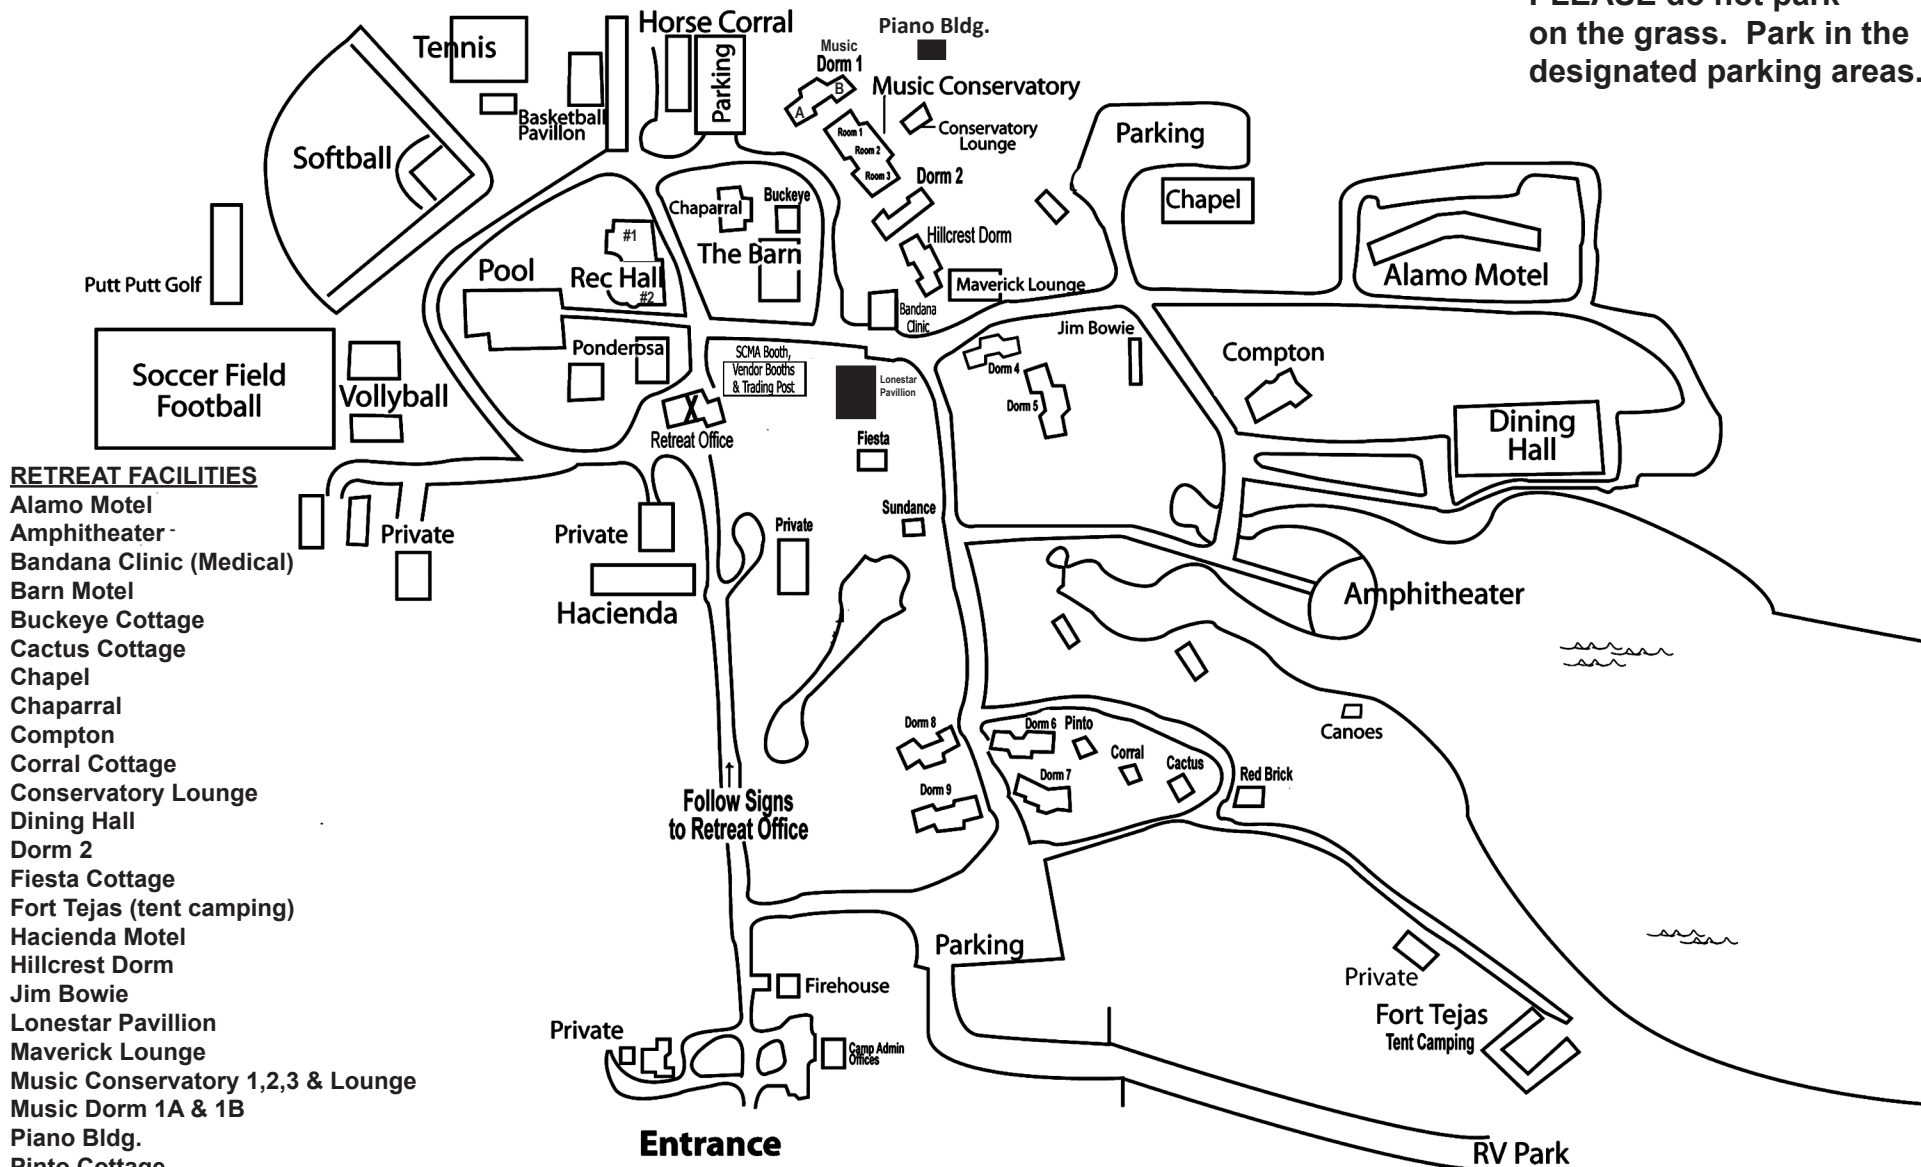 PLEASE do not park
on the grass.  Park in the
designated parking areas.
Horse Corral
Piano Bldg.
Tennis
Parking
Music
Dorm 1
B
A
Music Conservatory
Basketball
Pavillon
Room 1
Room 2
Room 3
Conservatory
Lounge
Parking
Softball
Dorm 2
Chapel
Chaparral
Buckeye
#1
The Barn
Hillcrest Dorm
Putt Putt Golf
Pool
Rec Hall
#2
Maverick Lounge
Alamo Motel
Bandana
Clinic
Jim Bowie
Ponderosa
SCMA Booth,
Vendor Booths
& Trading Post
Lonestar
Pavillion
Dorm 4
Dorm 5
Compton
Soccer Field
Football
Vollyball
X
Retreat Office
Fiesta
Dining
Hall
Sundance
Private
Private
Private
Hacienda
Amphitheater
Canoes
Dorm 8
Dorm 6
Pinto
Corral
Cactus
Dorm 7
Red Brick
Dorm 9
Follow Signs
to Retreat Office
Parking
Firehouse
Private
Private
Camp Admin
Offices
Fort Tejas
Tent Camping
Entrance
RV Park
RETREAT FACILITIES
Alamo Motel
Amphitheater -
Bandana Clinic (Medical)
Barn Motel
Buckeye Cottage
Cactus Cottage
Chapel
Chaparral
Compton
Corral Cottage
Conservatory Lounge
Dining Hall
Dorm 2
Fiesta Cottage
Fort Tejas (tent camping)
Hacienda Motel
Hillcrest Dorm
Jim Bowie
Lonestar Pavillion
Maverick Lounge
Music Conservatory 1,2,3 & Lounge
Music Dorm 1A & 1B
Piano Bldg.
Pinto Cottage